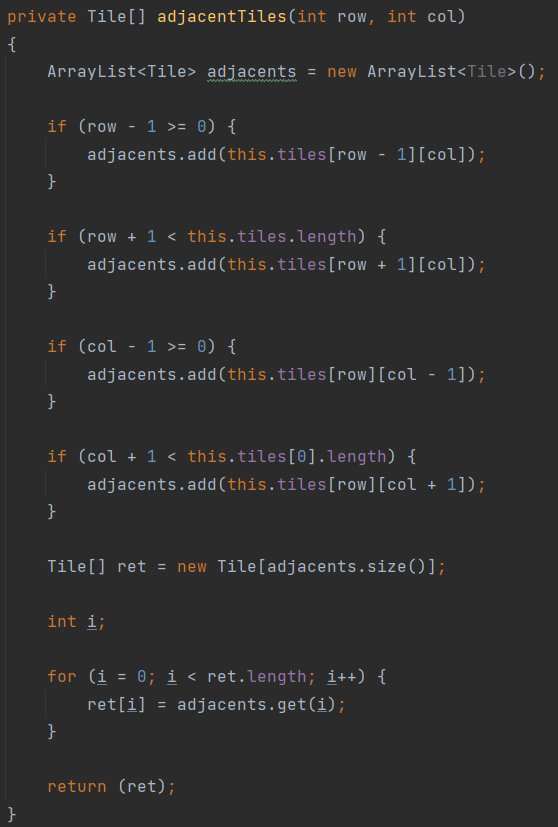 private Tile[] adjacentTiles(int row, int col)
{
    ArrayList<Tile> adjacents = new ArrayList<Tile>();

    if (row - 1 >= 0) {
        adjacents.add(this.tiles[row - 1][col]);
    }

    if (row + 1 < this.tiles.length) {
        adjacents.add(this.tiles[row + 1][col]);
    }

    if (col - 1 >= 0) {
        adjacents.add(this.tiles[row][col - 1]);
    }

    if (col + 1 < this.tiles[0].length) {
        adjacents.add(this.tiles[row][col + 1]);
    }

    Tile[] ret = new Tile[adjacents.size()];

    int i;

    for (i = 0; i < ret.length; i++) {
        ret[i] = adjacents.get(i);
    }

    return (ret);
}